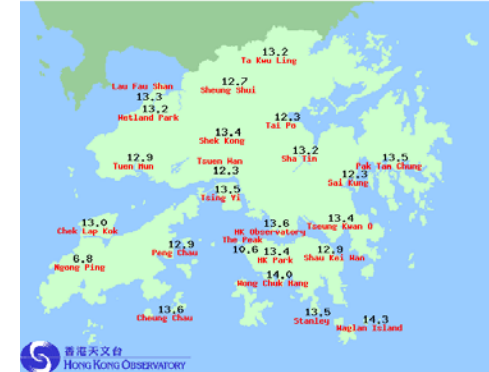 13.2
Ta Kwu Ling
12.7
Sheung Shui
Lau Fau Shan
13.3
13.2
Wetland Park
12.3
Tai Po
13.4
Shek Kong
13.2
Sha Tin
12.9
Tuen Mun
Tsuen Wan
12.3
13.5
Pak Tam Chung
12.3
Sai Kung
13.5
Tsing Yi
13.0
Chek Lap Kok
13.6
HK Observatory
13.4
Tseung Kwan O
The Peak
10.6
13.4
HK Park
12.9
Shau Kei Wan
12.9
Peng Chau
6.8
Ngong Ping
14.0
Wong Chuk Hang
13.6
Cheung Chau
13.5
Stanley
14.3
Waglan Island
香港天文台
HONG KONG OBSERVATORY